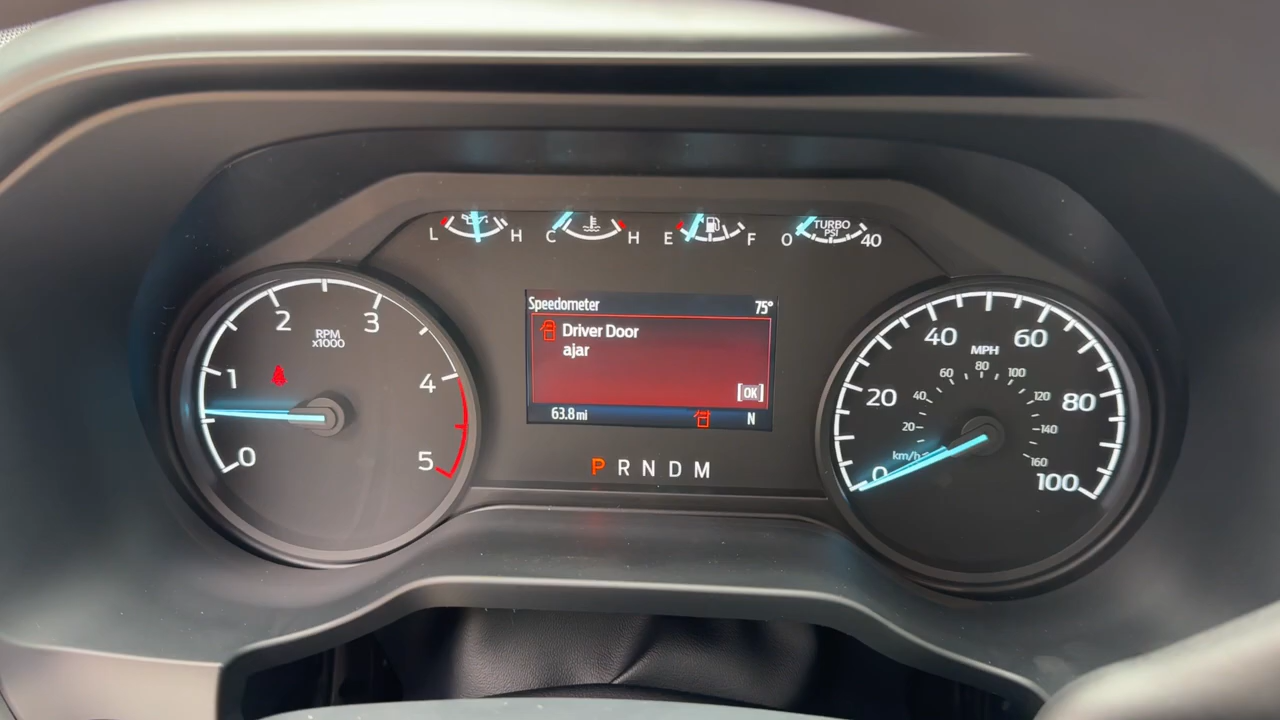 L H C H E F 0 TURBO PSI 40
Speedometer 75°
Driver Door
ajar
[OK]
63.8 mi N
P R N D M
0 1 2 3 4 5
RPM
x1000
0 20 40 60 80 100
MPH
km/h 20 40 60 80 100 120 140 160